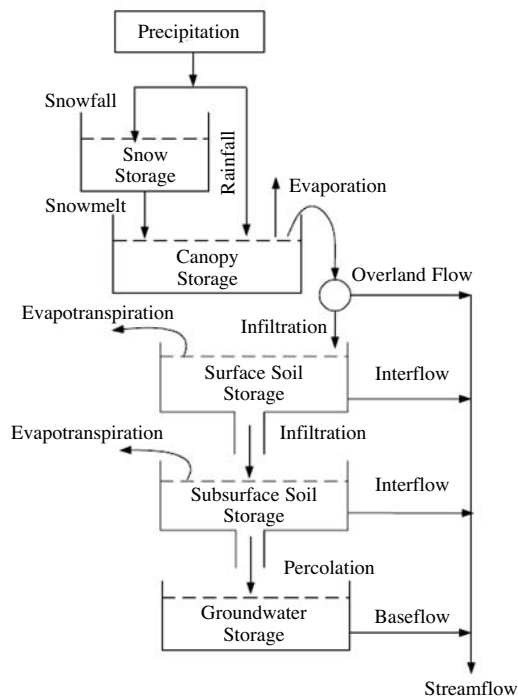 Precipitation
Snowfall
Snow
Storage
Rainfall
Snowmelt
Evaporation
Canopy
Storage
Overland Flow
Evapotranspiration
Infiltration
Surface Soil
Storage
Interflow
Evapotranspiration
Infiltration
Subsurface Soil
Storage
Interflow
Percolation
Groundwater
Storage
Baseflow
Streamflow